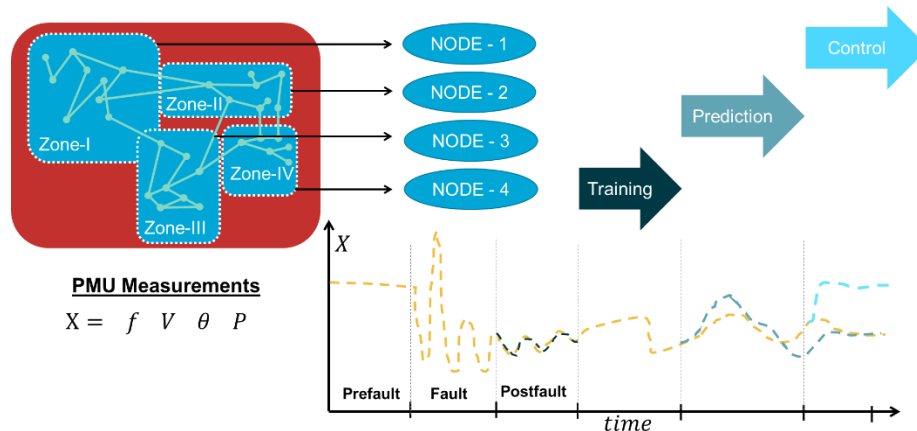 NODE - 1
NODE - 2
NODE - 3
NODE - 4
Zone-I
Zone-II
Zone-III
Zone-IV
Training
Prediction
Control
PMU Measurements
X = f V θ P
X
Prefault
Fault
Postfault
time